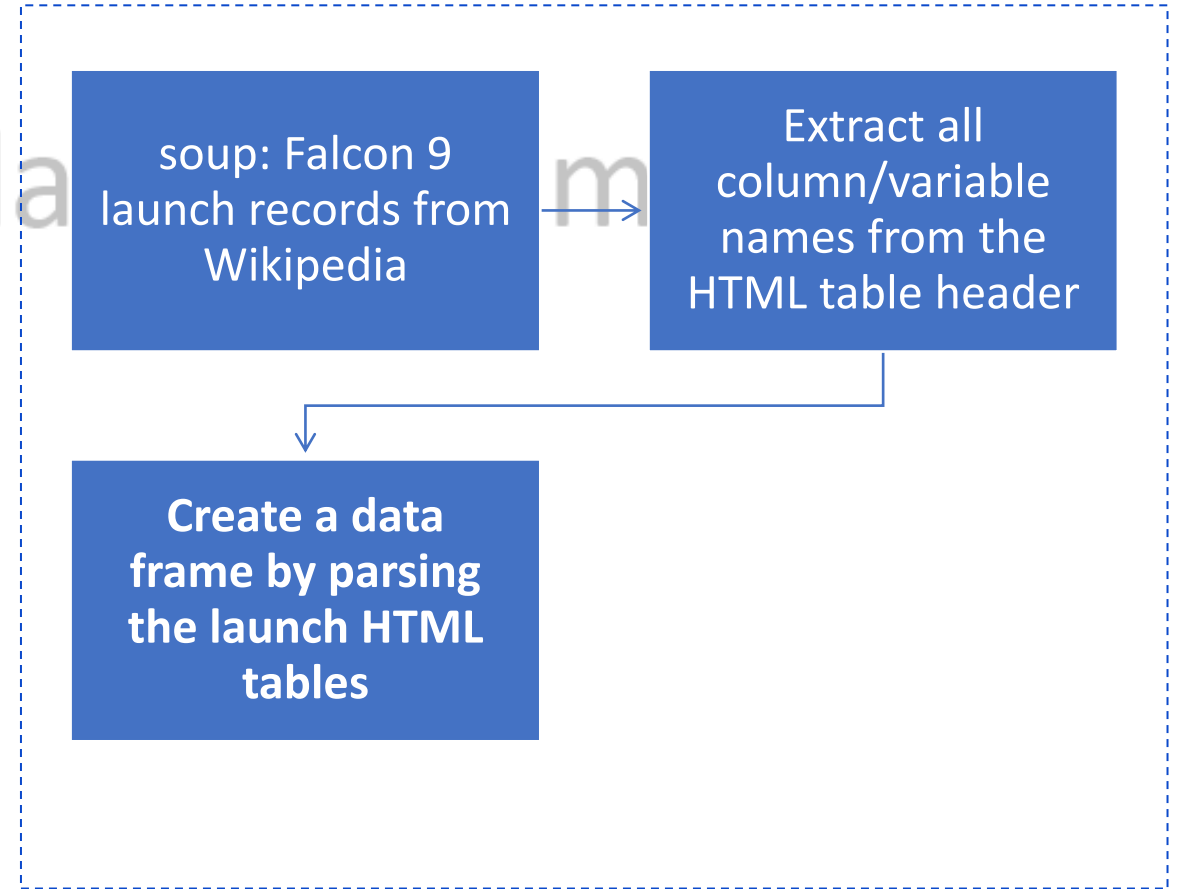 soup: Falcon 9
launch records from
Wikipedia
Extract all
column/variable
names from the
HTML table header
Create a data
frame by parsing
the launch HTML
tables